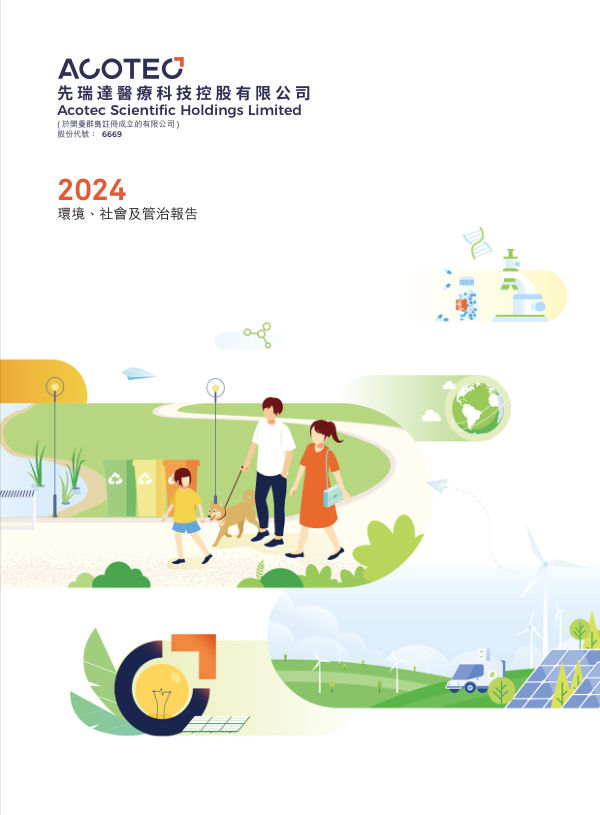 ACOTEC
先瑞達醫療科技控股有限公司
Acotec Scientific Holdings Limited
(於開曼群島註冊成立的有限公司)
股份代號： 6669
2024
環境、社會及管治報告